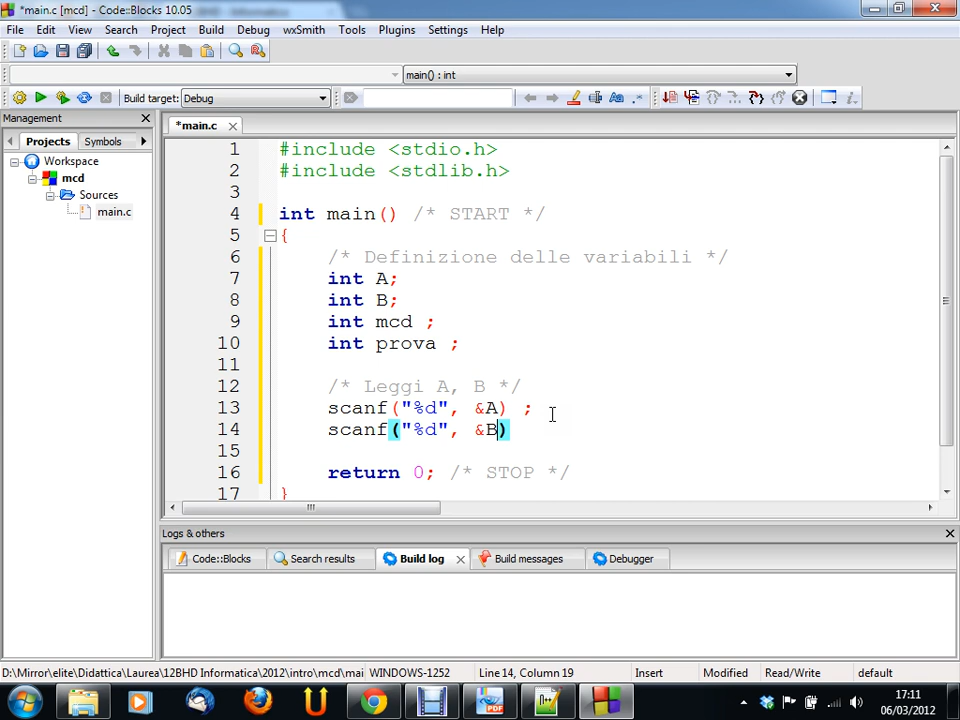 *main.c [mcd] - Code::Blocks 10.05
File Edit View Search Project Build Debug wxSmith Tools Plugins Settings Help
main() : int
Build target: Debug
Management
Projects Symbols
Workspace
mcd
Sources
main.c
*main.c
1 #include <stdio.h>
2 #include <stdlib.h>
3
4 int main() /* START */
5 {
6 /* Definizione delle variabili */
7 int A;
8 int B;
9 int mcd ;
10 int prova ;
11
12 /* Leggi A, B */
13 scanf("%d", &A) ;
14 scanf("%d", &B)
15
16 return 0; /* STOP */
17 }
Logs & others
Code::Blocks Search results Build log Build messages Debugger
D:\Mirror\elite\Didattica\Laurea\12BHD Informatica\2012\intro\mcd\mai WINDOWS-1252 Line 14, Column 19 Insert Modified Read/Write default
17:11
06/03/2012